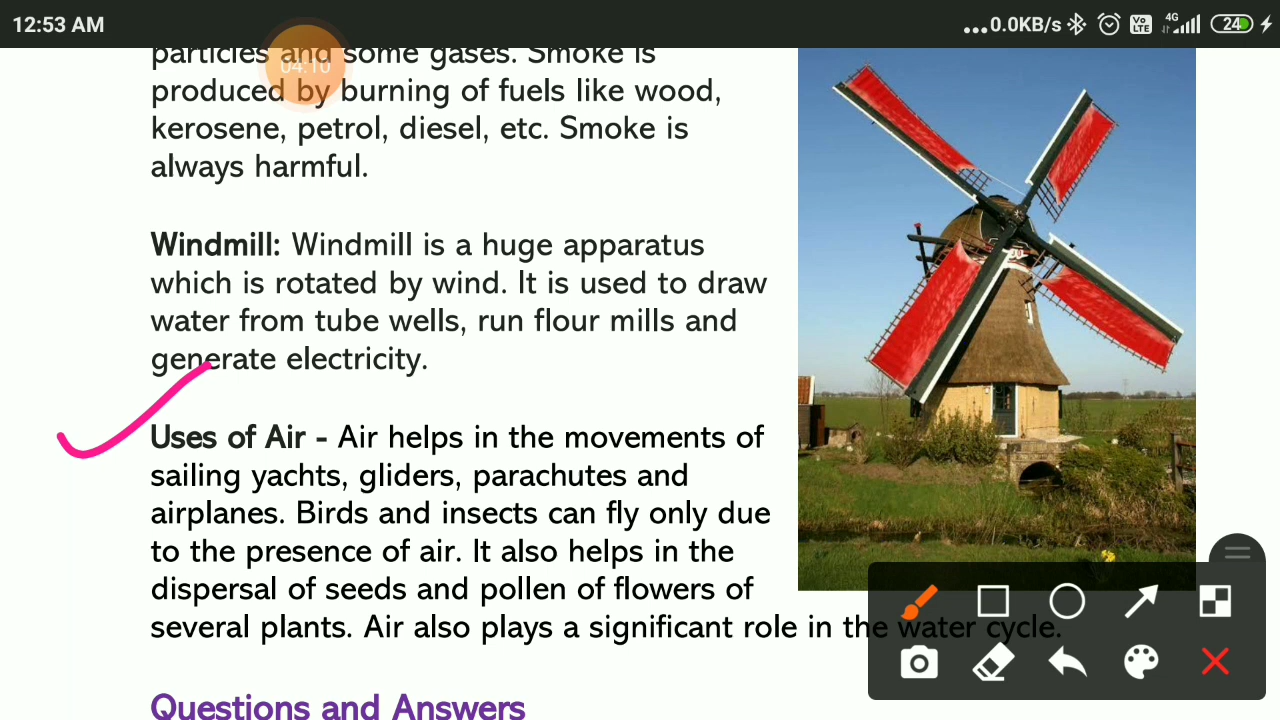 12:53 AM
...0.0KB/s
Vo
LTE
4G
24
04:10
particles and some gases. Smoke is
produced by burning of fuels like wood,
kerosene, petrol, diesel, etc. Smoke is
always harmful.
Windmill: Windmill is a huge apparatus
which is rotated by wind. It is used to draw
water from tube wells, run flour mills and
generate electricity.
Uses of Air - Air helps in the movements of
sailing yachts, gliders, parachutes and
airplanes. Birds and insects can fly only due
to the presence of air. It also helps in the
dispersal of seeds and pollen of flowers of
several plants. Air also plays a significant role in the water cycle.
Questions and Answers